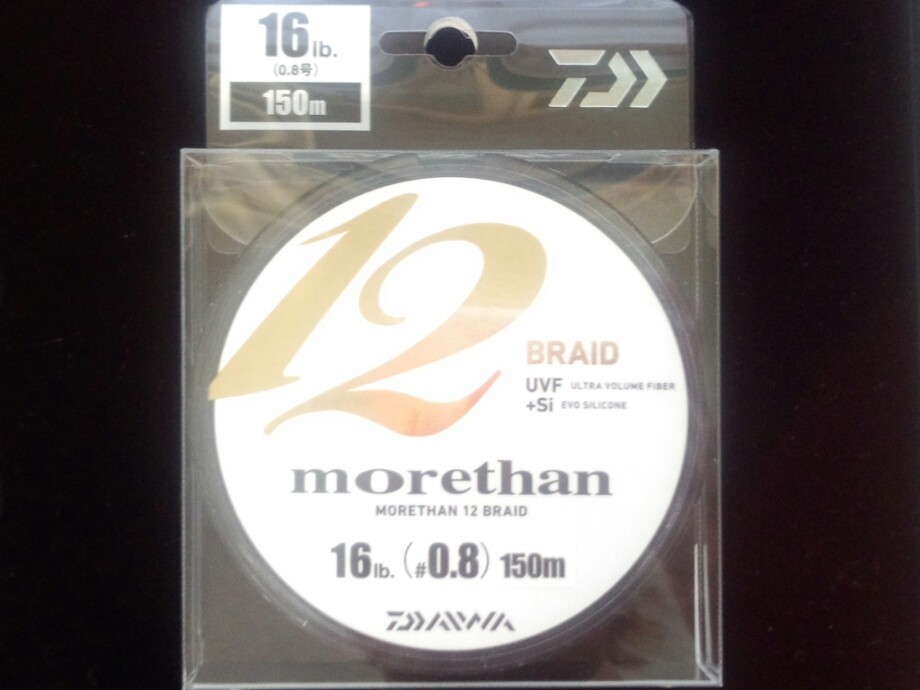 16lb.
(0.8号)
150m
12
BRAID
UVF ULTRA VOLUME FIBER
+Si EVO SILICONE
morethan
MORETHAN 12 BRAID
16lb. (#0.8) 150m
DAIWA